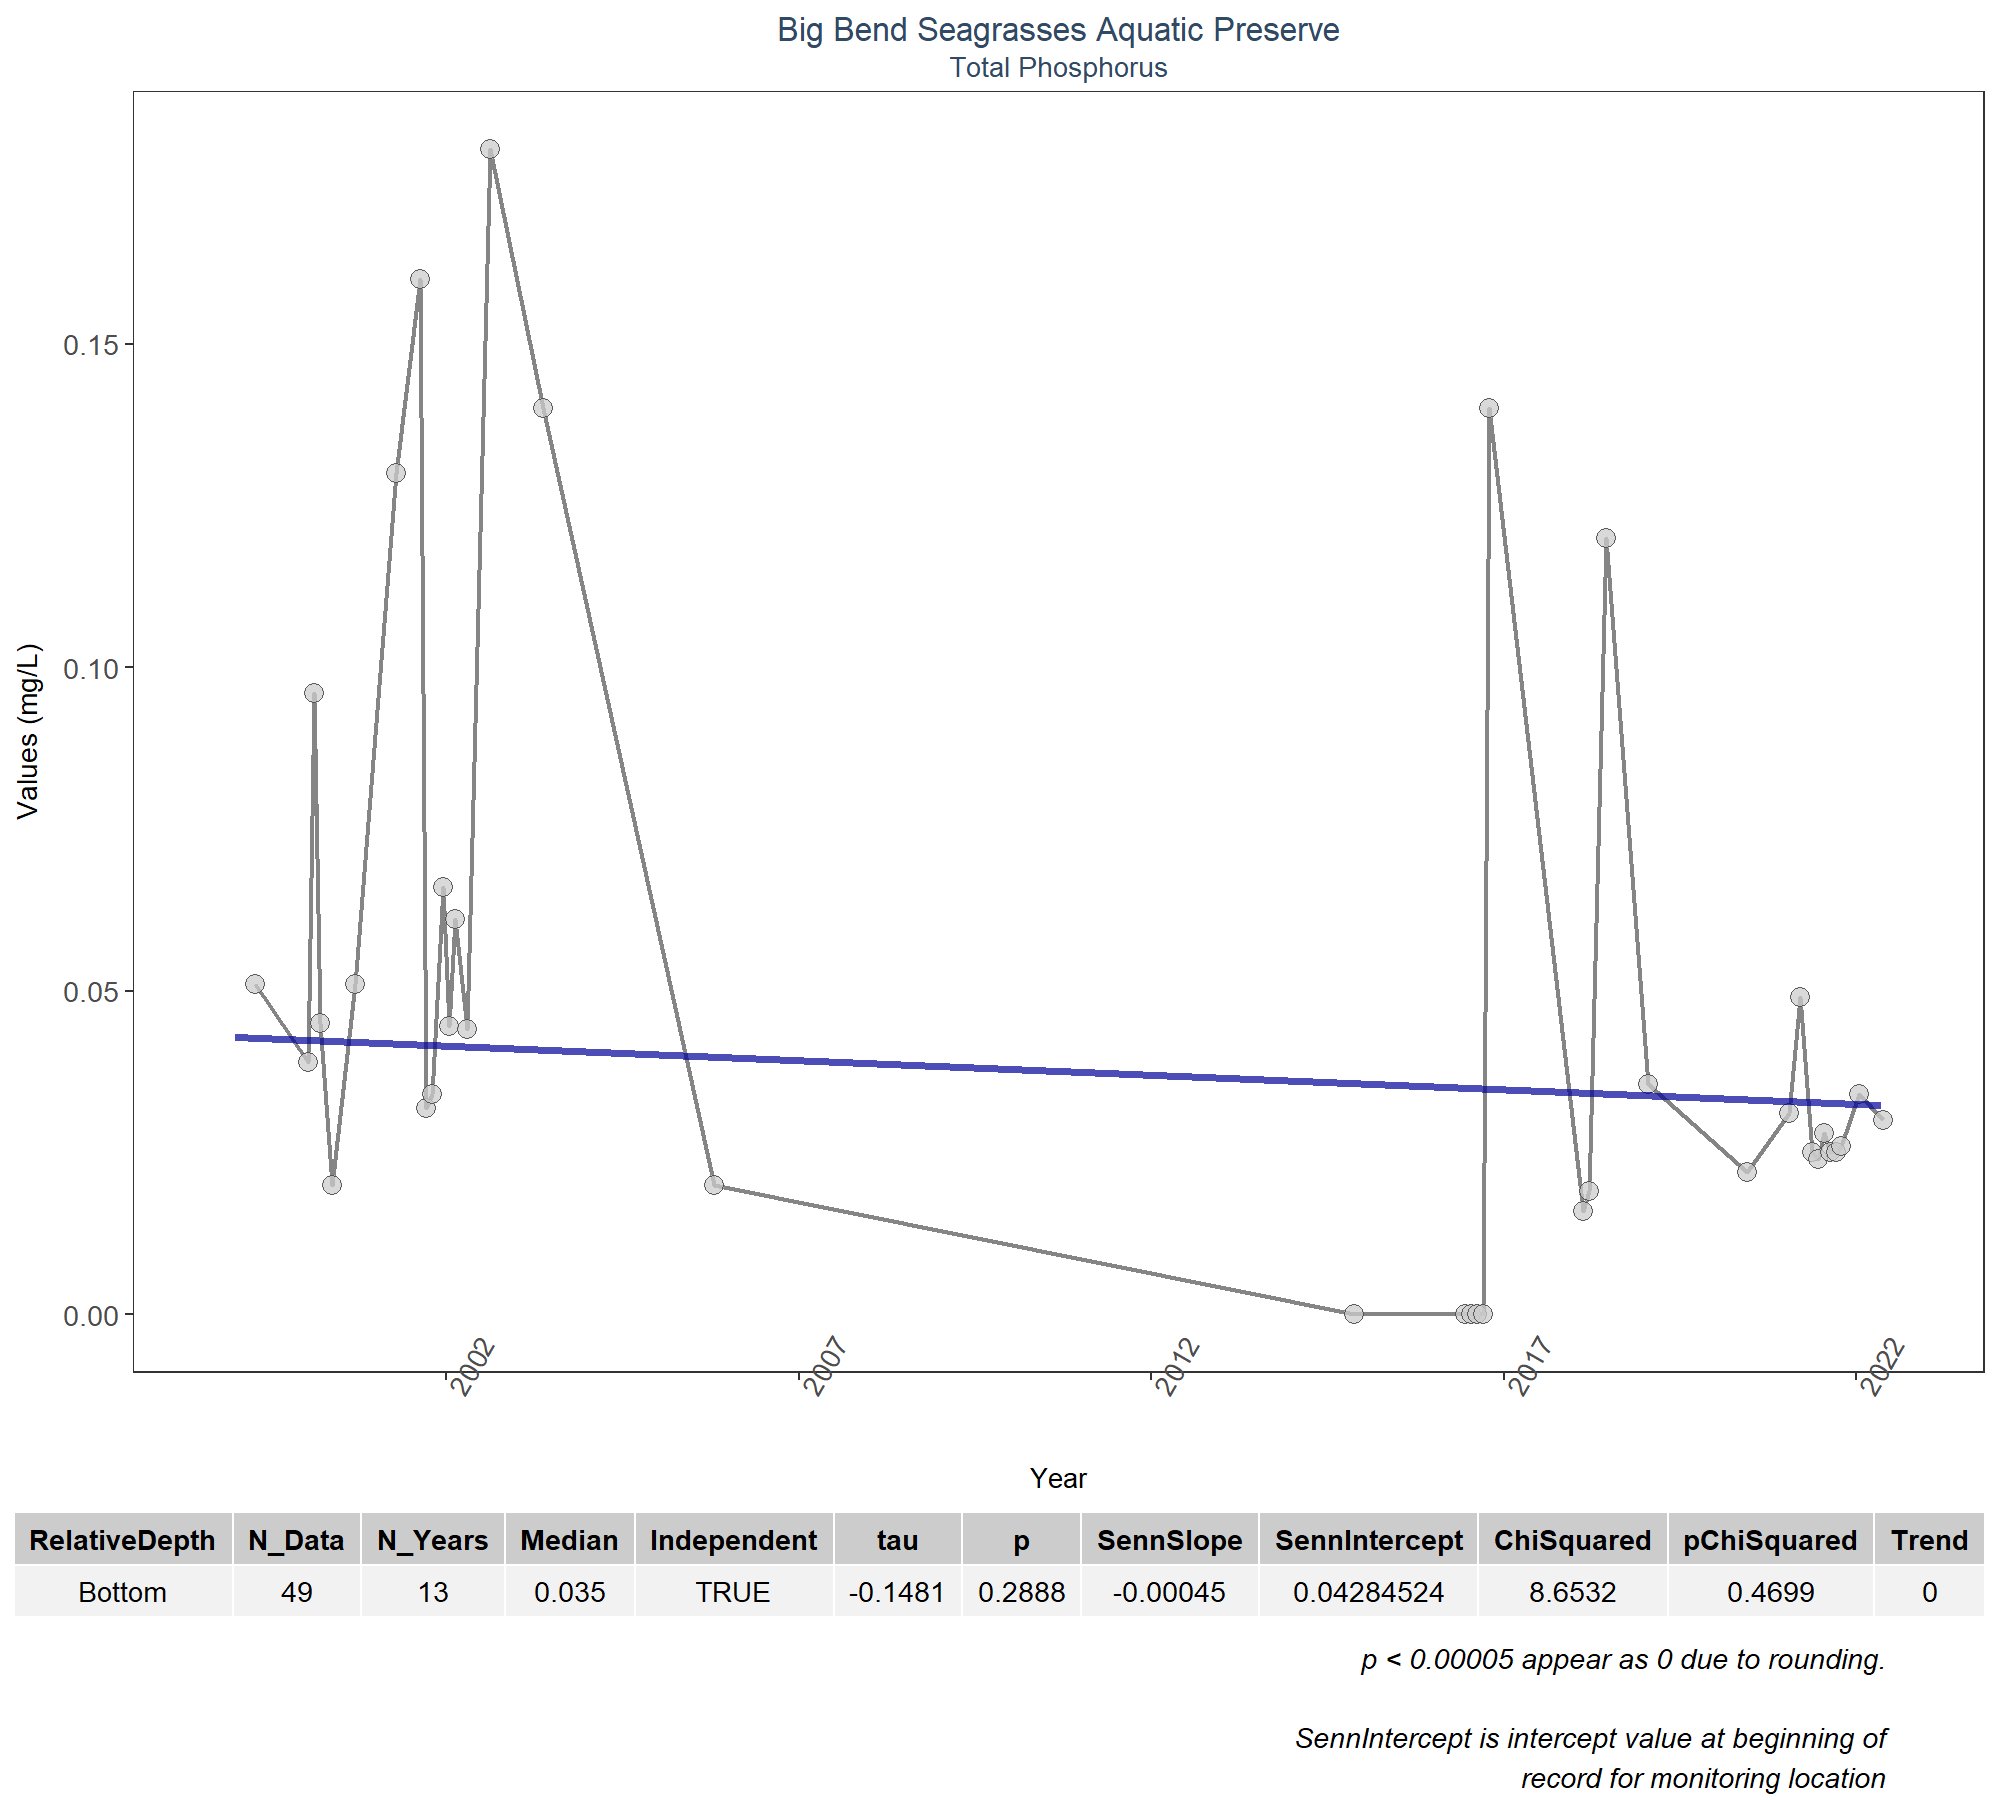 Big Bend Seagrasses Aquatic Preserve
Total Phosphorus
Values (mg/L)
0.15
0.10
0.05
0.00
2002 2007 2012 2017 2022
Year
RelativeDepth N_Data N_Years Median Independent tau p SennSlope SennIntercept ChiSquared pChiSquared Trend
Bottom 49 13 0.035 TRUE -0.1481 0.2888 -0.00045 0.04284524 8.6532 0.4699 0
p < 0.00005 appear as 0 due to rounding.
SennIntercept is intercept value at beginning of
record for monitoring location